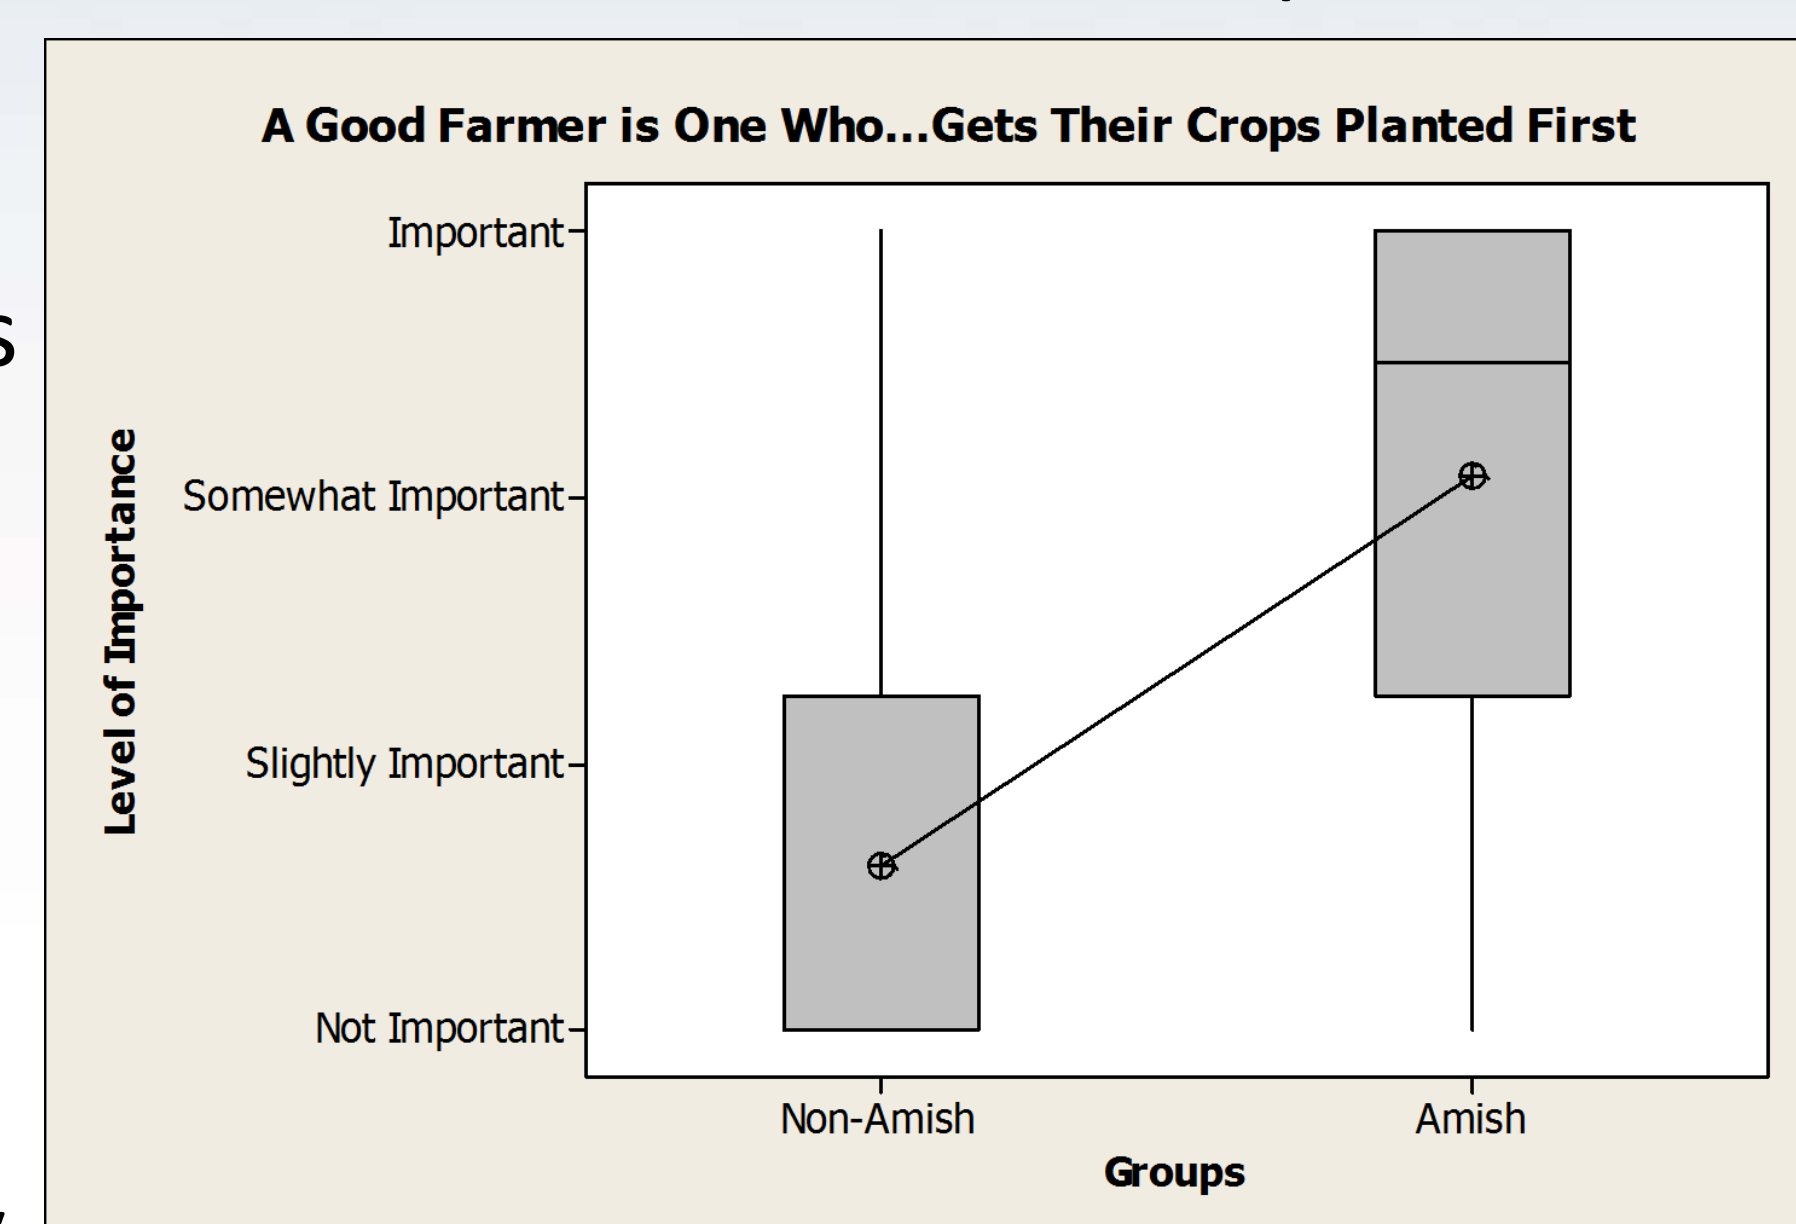 A Good Farmer is One Who...Gets Their Crops Planted First
Important
Somewhat Important
Slightly Important
Not Important
Level of Importance
Non-Amish
Amish
Groups